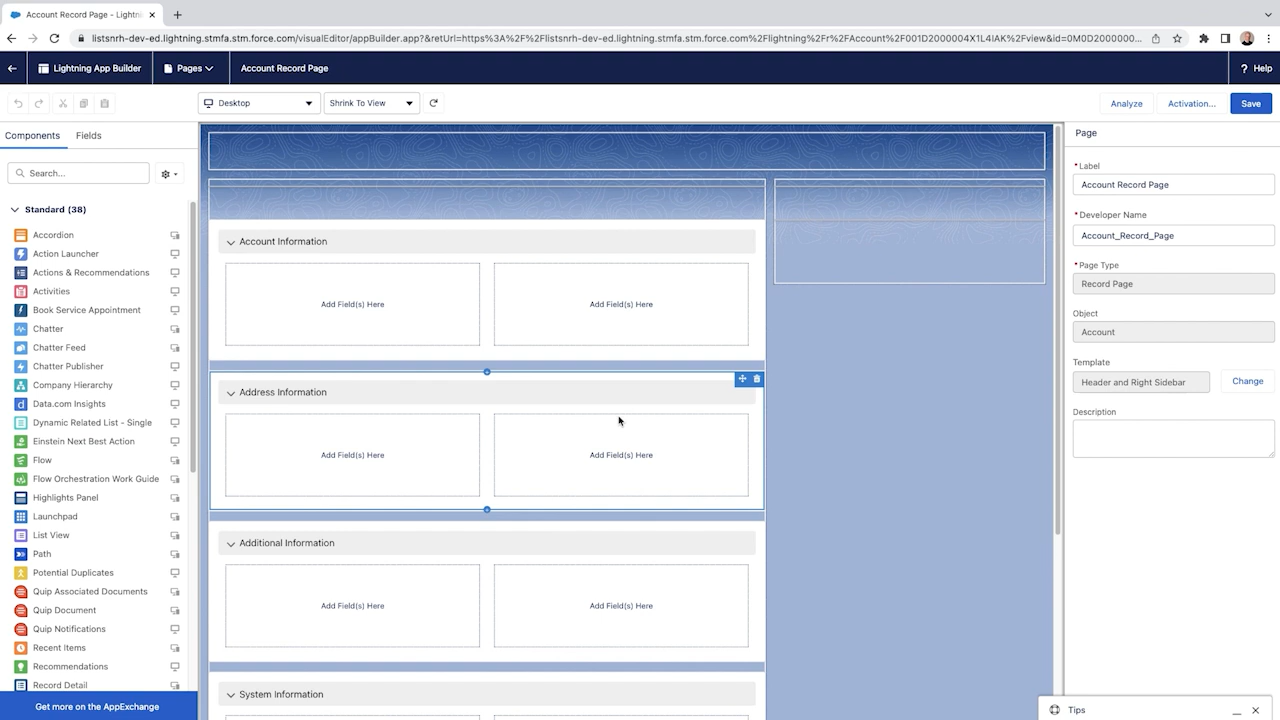 Account Record Page - Lightnin
listsnrh-dev-ed.lightning.stmfa.stm.force.com/visualEditor/appBuilder.app?&retUrl=https%3A%2F%2Flistsnrh-dev-ed.lightning.stmfa.stm.force.com%2Flightning%2Fr%2FAccount%2F001D2000004X1L4IAK%2Fview&id=0M0D2000000...
Lightning App Builder
Pages
Account Record Page
? Help
Desktop
Shrink To View
Analyze
Activation...
Save
Components
Fields
Search...
Standard (38)
Accordion
Action Launcher
Actions & Recommendations
Activities
Book Service Appointment
Chatter
Chatter Feed
Chatter Publisher
Company Hierarchy
Data.com Insights
Dynamic Related List - Single
Einstein Next Best Action
Flow
Flow Orchestration Work Guide
Highlights Panel
Launchpad
List View
Path
Potential Duplicates
Quip Associated Documents
Quip Document
Quip Notifications
Recent Items
Recommendations
Record Detail
Get more on the AppExchange
Account Information
Add Field(s) Here
Add Field(s) Here
Address Information
Add Field(s) Here
Add Field(s) Here
Additional Information
Add Field(s) Here
Add Field(s) Here
System Information
Page
* Label
Account Record Page
* Developer Name
Account_Record_Page
* Page Type
Record Page
Object
Account
Template
Header and Right Sidebar
Change
Description
Tips